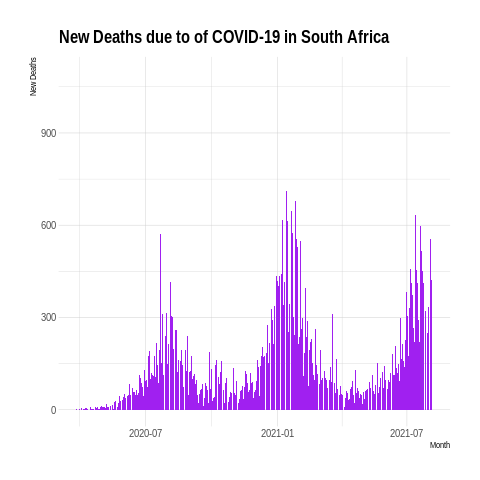 New Deaths due to of COVID-19 in South Africa
New Deaths
900
600
300
0
2020-07
2021-01
2021-07
Month